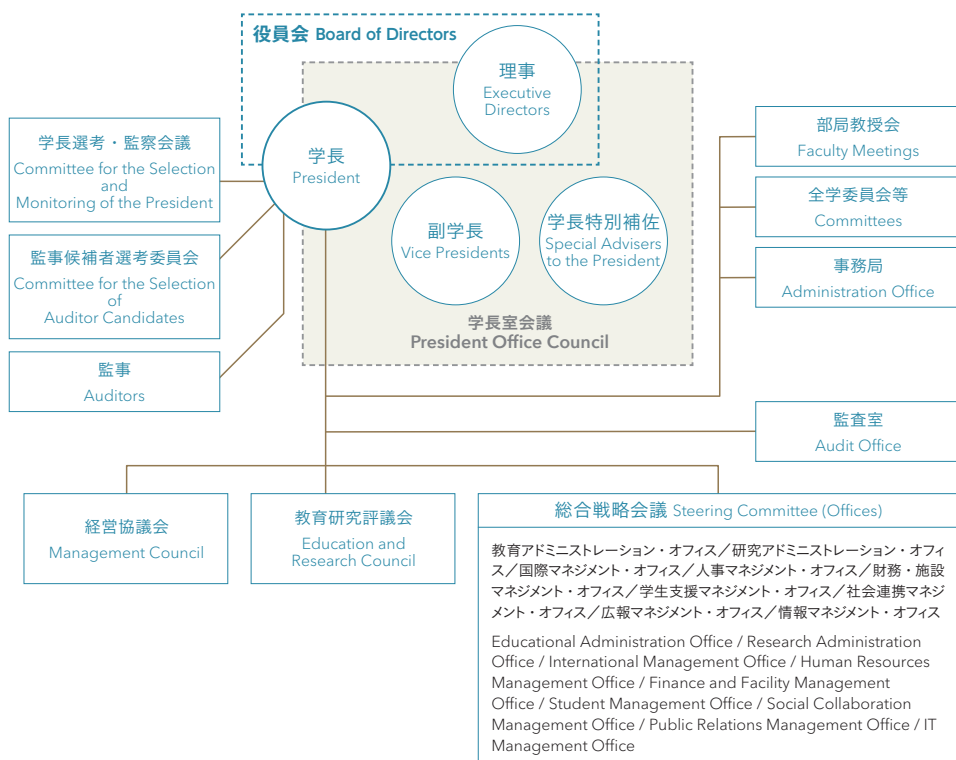 役員会 Board of Directors
理事
Executive
Directors
学長
President
副学長
Vice Presidents
学長特別補佐
Special Advisers
to the President
学長室会議
President Office Council
学長選考・監察会議
Committee for the Selection
and
Monitoring of the President
監事候補者選考委員会
Committee for the Selection
of
Auditor Candidates
監事
Auditors
部局教授会
Faculty Meetings
全学委員会等
Committees
事務局
Administration Office
監査室
Audit Office
経営協議会
Management Council
教育研究評議会
Education and
Research Council
総合戦略会議 Steering Committee (Offices)
教育アドミニストレーション・オフィス／研究アドミニストレーション・オフィ
ス／国際マネジメント・オフィス／人事マネジメント・オフィス／財務・施設
マネジメント・オフィス／学生支援マネジメント・オフィス／社会連携マネジ
メント・オフィス／広報マネジメント・オフィス／情報マネジメント・オフィス
Educational Administration Office / Research Administration
Office / International Management Office / Human Resources
Management Office / Finance and Facility Management
Office / Student Management Office / Social Collaboration
Management Office / Public Relations Management Office / IT
Management Office